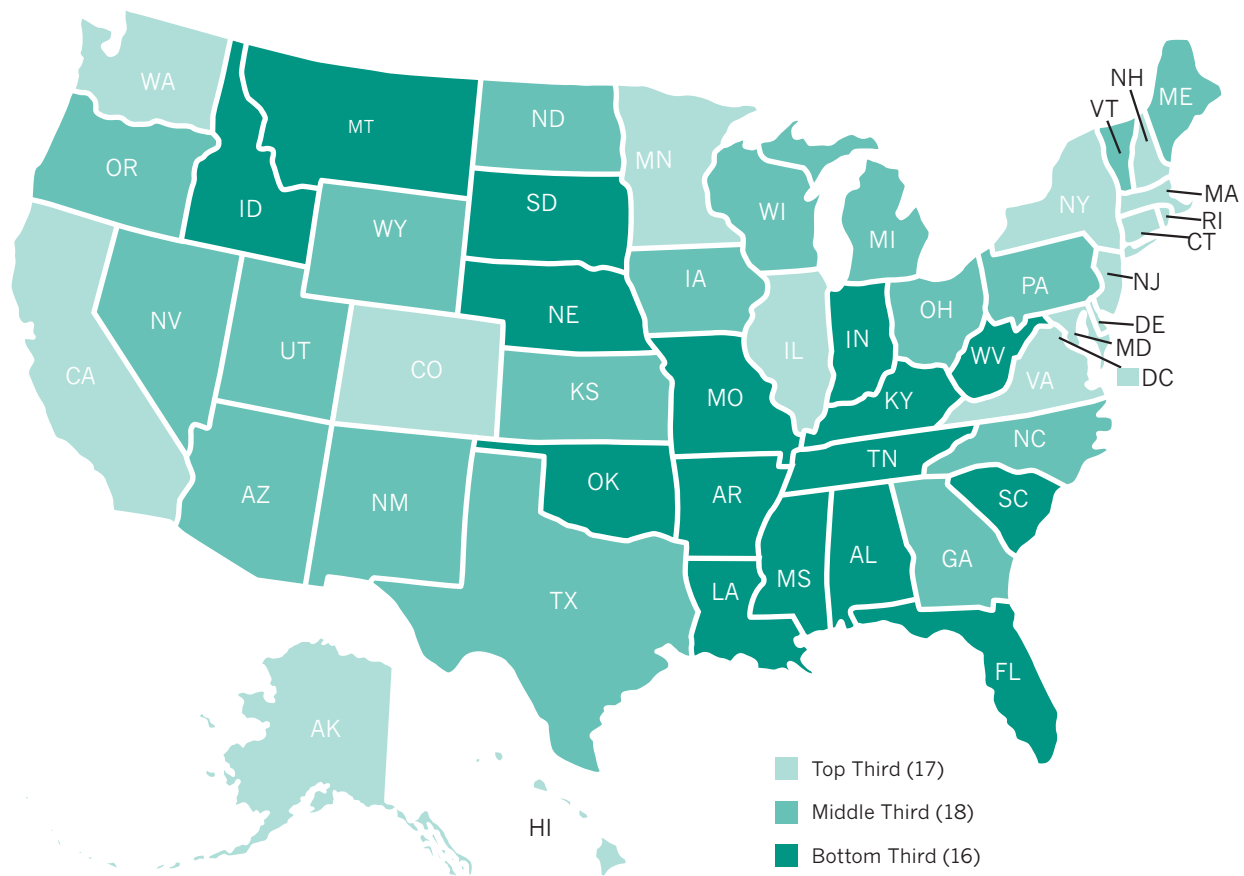 WA
MT
ND
MN
OR
ID
SD
WY
WI
MI
NY
NH
VT
ME
MA
RI
CT
NJ
PA
DE
MD
DC
NV
UT
CO
CA
NE
IA
IL
IN
OH
WV
VA
KS
MO
KY
NC
TN
AZ
NM
OK
AR
SC
TX
LA
MS
AL
GA
FL
AK
HI
Top Third (17)
Middle Third (18)
Bottom Third (16)